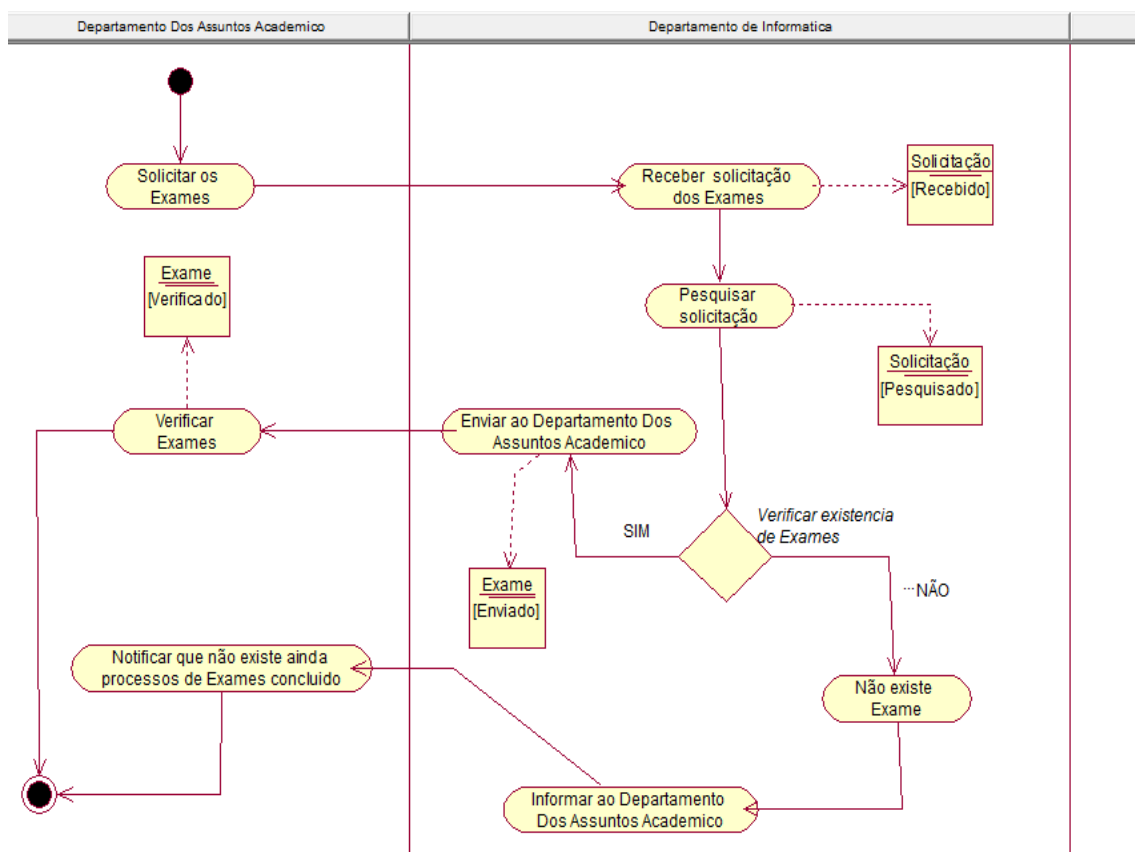 Departamento Dos Assuntos Academico
Departamento de Informatica
Solicitar os
Exames
Receber solicitação
dos Exames
Solicitação
[Recebido]
Exame
[Verificado]
Pesquisar
solicitação
Solicitação
[Pesquisado]
Verificar
Exames
Enviar ao Departamento Dos
Assuntos Academico
SIM
Verificar existencia
de Exames
Exame
[Enviado]
NÃO
Notificar que não existe ainda
processos de Exames concluido
Não existe
Exame
Informar ao Departamento
Dos Assuntos Academico